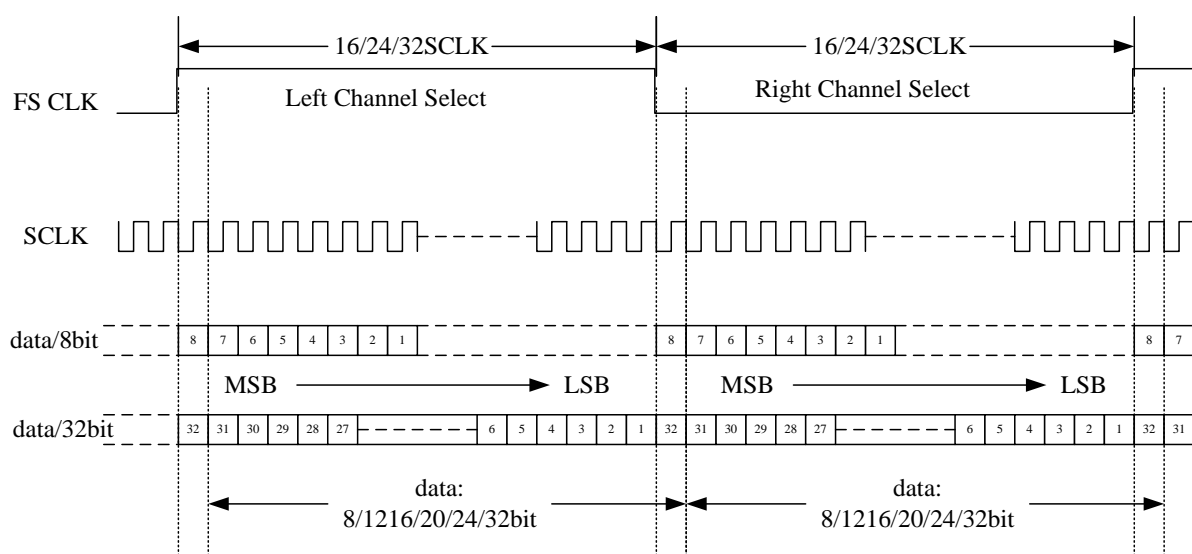 16/24/32SCLK 16/24/32SCLK
FS CLK Left Channel Select Right Channel Select
SCLK
data/8bit 8 7 6 5 4 3 2 1 8 7 6 5 4 3 2 1 8 7
MSB LSB MSB LSB
data/32bit 32 31 30 29 28 27 6 5 4 3 2 1 32 31 30 29 28 27 6 5 4 3 2 1 32 31
data: data:
8/1216/20/24/32bit 8/1216/20/24/32bit